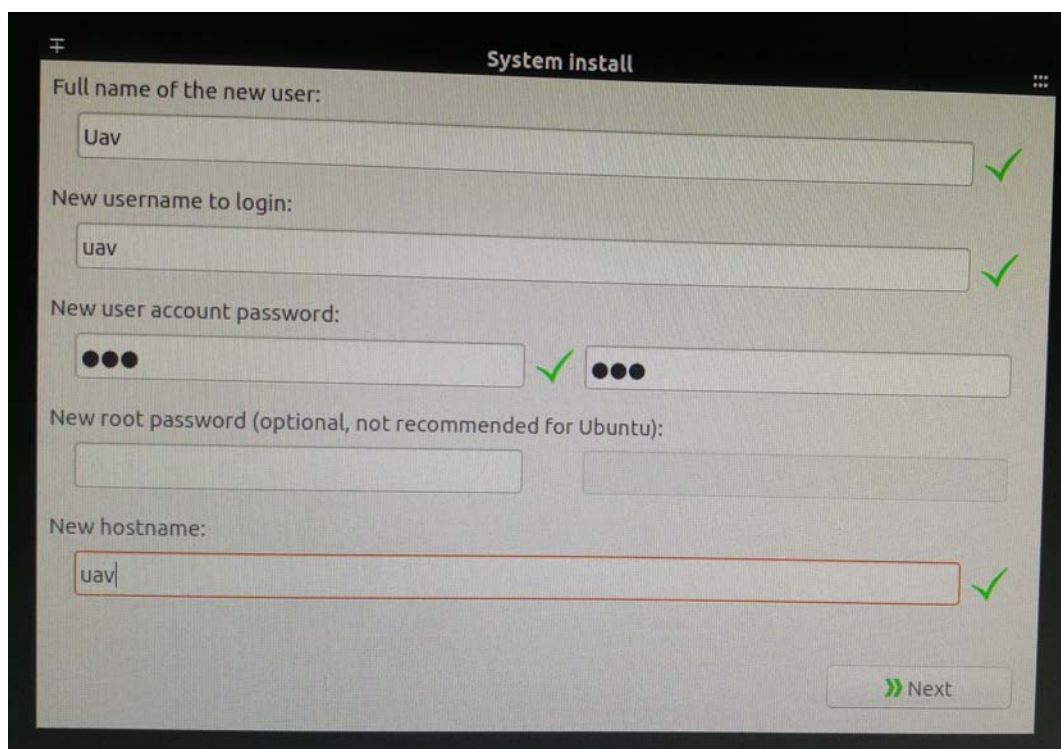 System install
Full name of the new user:
Uav
New username to login:
uav
New user account password:
●●● ●●●
New root password (optional, not recommended for Ubuntu):
New hostname:
uav
Next